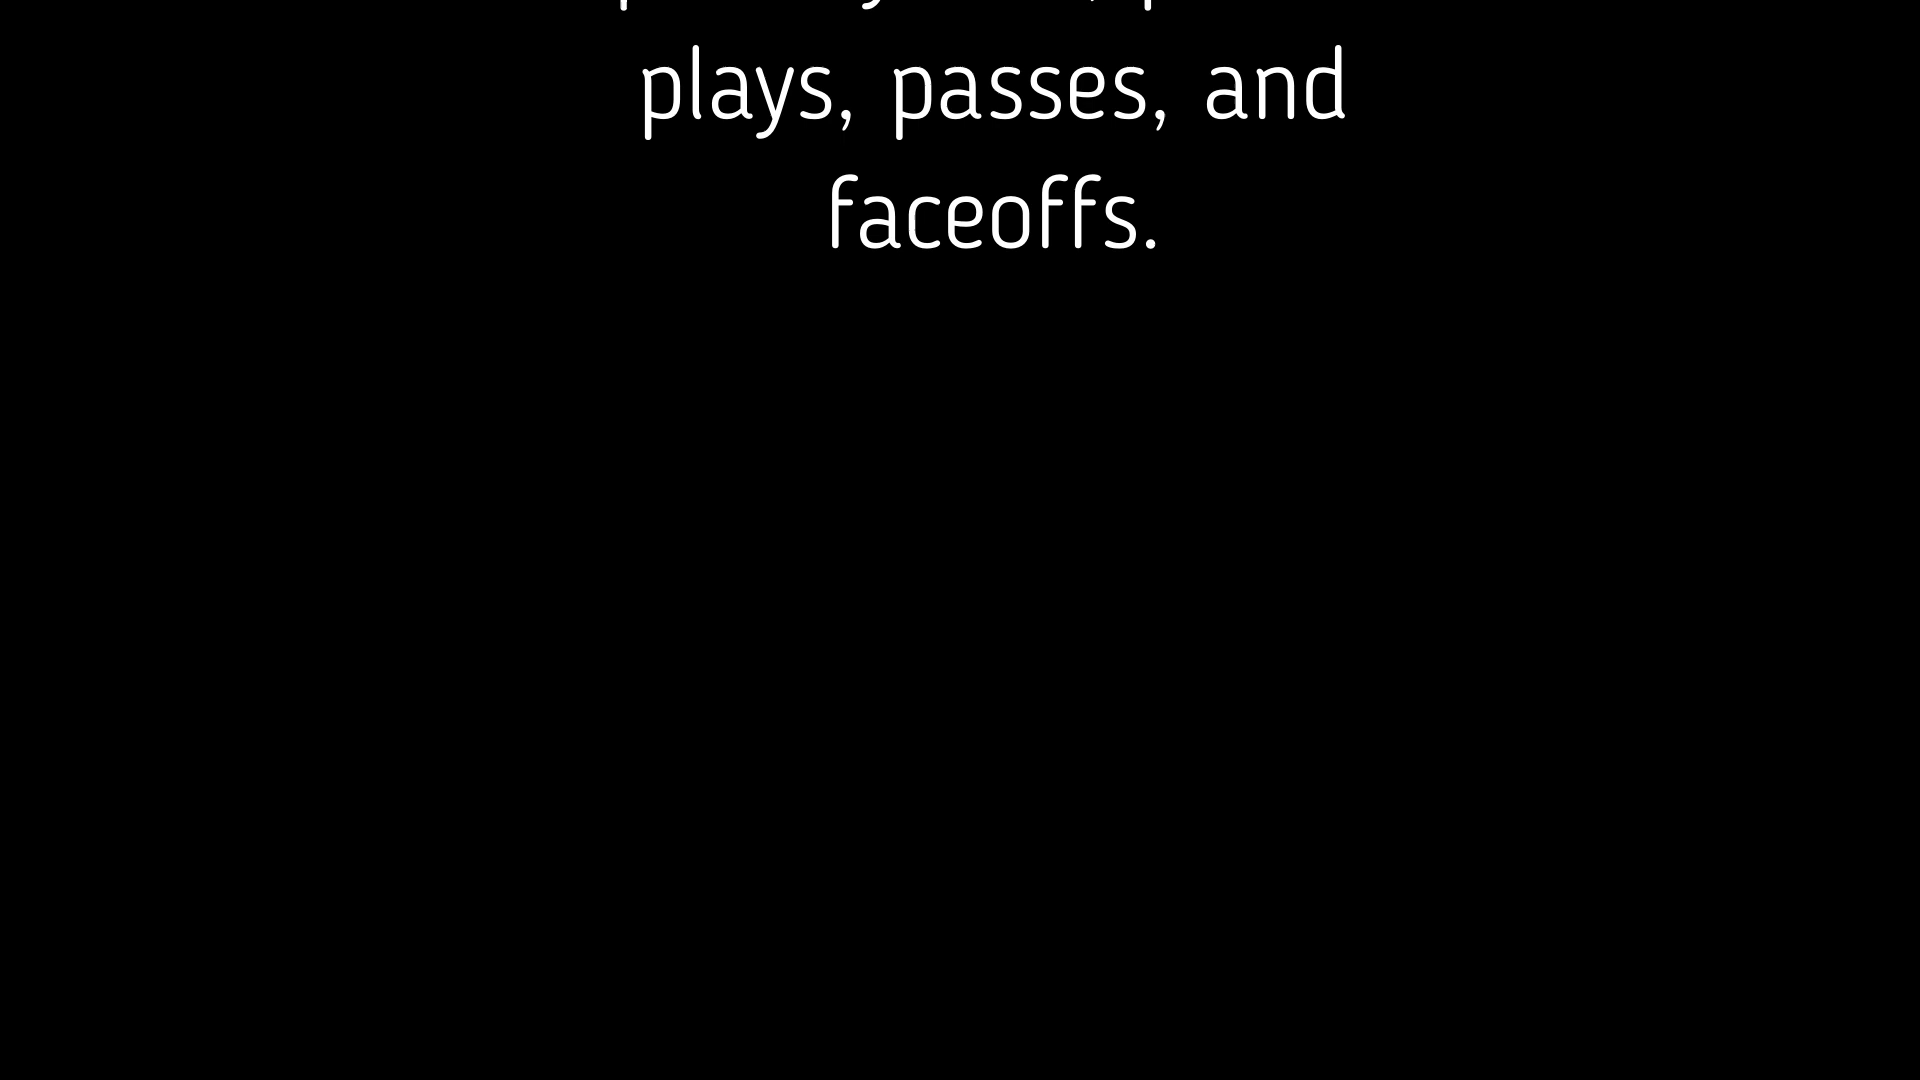 plays, passes, and
faceoffs.